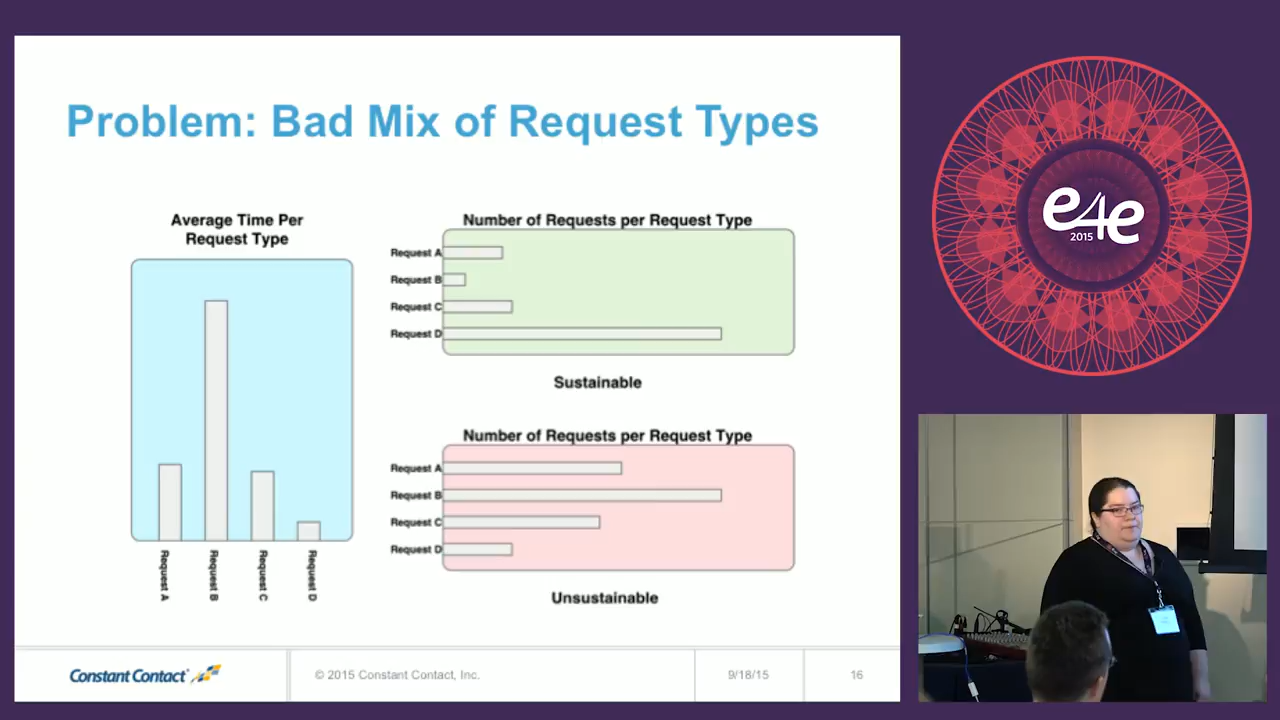 Problem: Bad Mix of Request Types
Average Time Per
Request Type
Request A
Request B
Request C
Request D
Number of Requests per Request Type
Request A
Request B
Request C
Request D
Sustainable
Number of Requests per Request Type
Request A
Request B
Request C
Request D
Unsustainable
Constant Contact
© 2015 Constant Contact, Inc.
9/18/15
16
e4e
2015